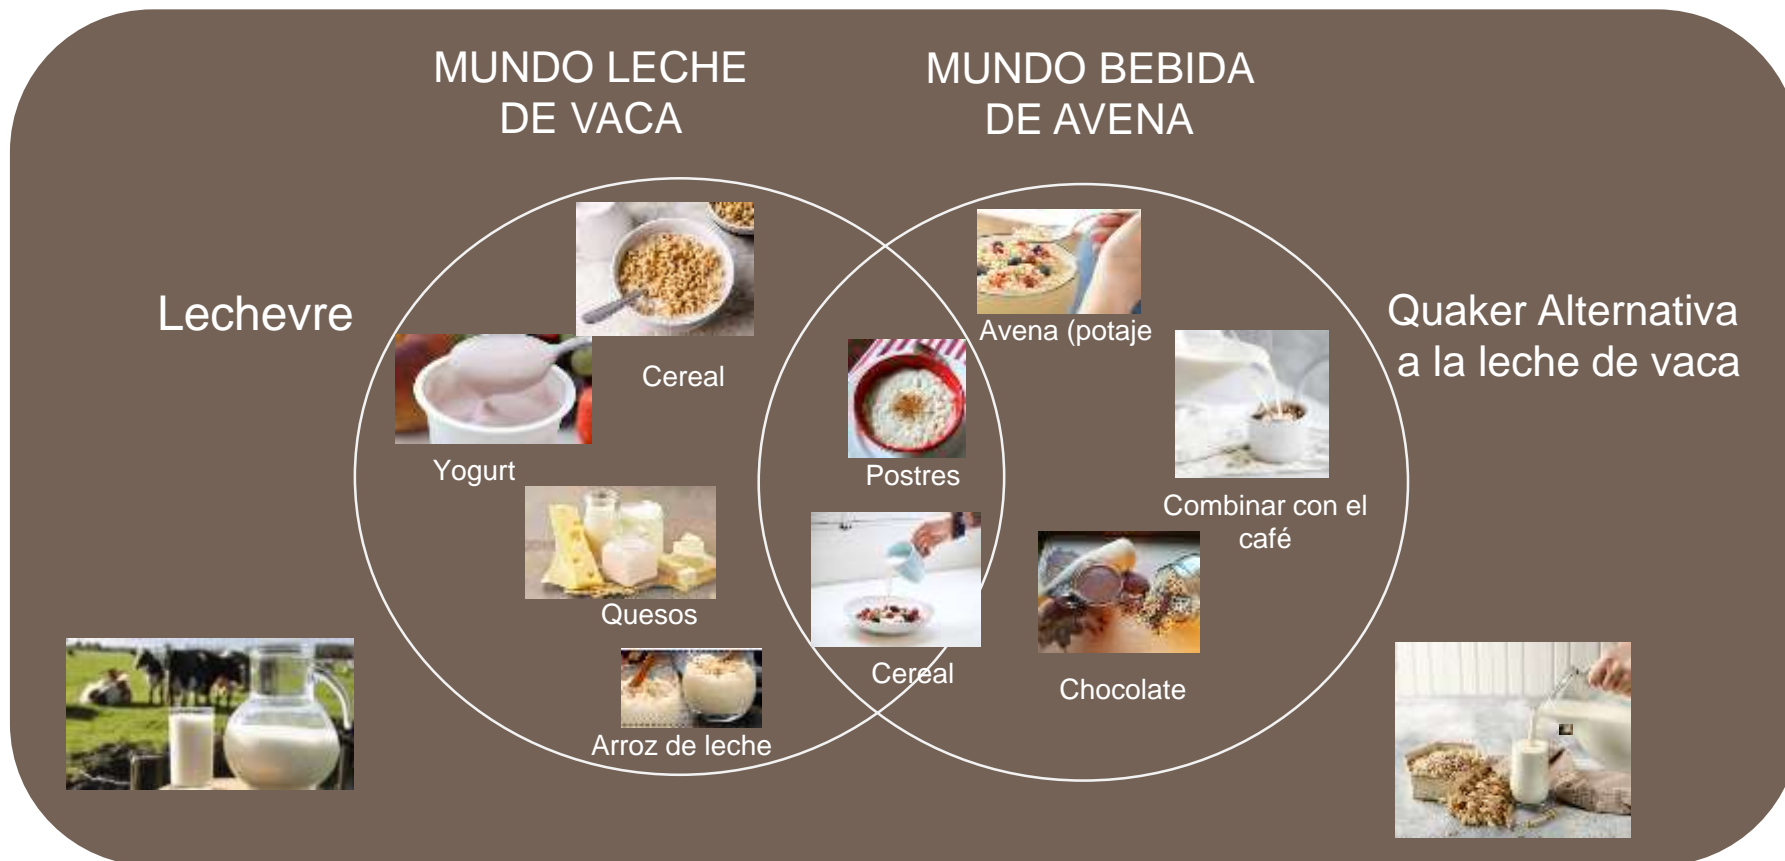 MUNDO LECHE
DE VACA
MUNDO BEBIDA
DE AVENA
Lechevre
Quaker Alternativa
a la leche de vaca
Cereal
Yogurt
Quesos
Arroz de leche
Postres
Cereal
Avena (potaje
Combinar con el
café
Chocolate